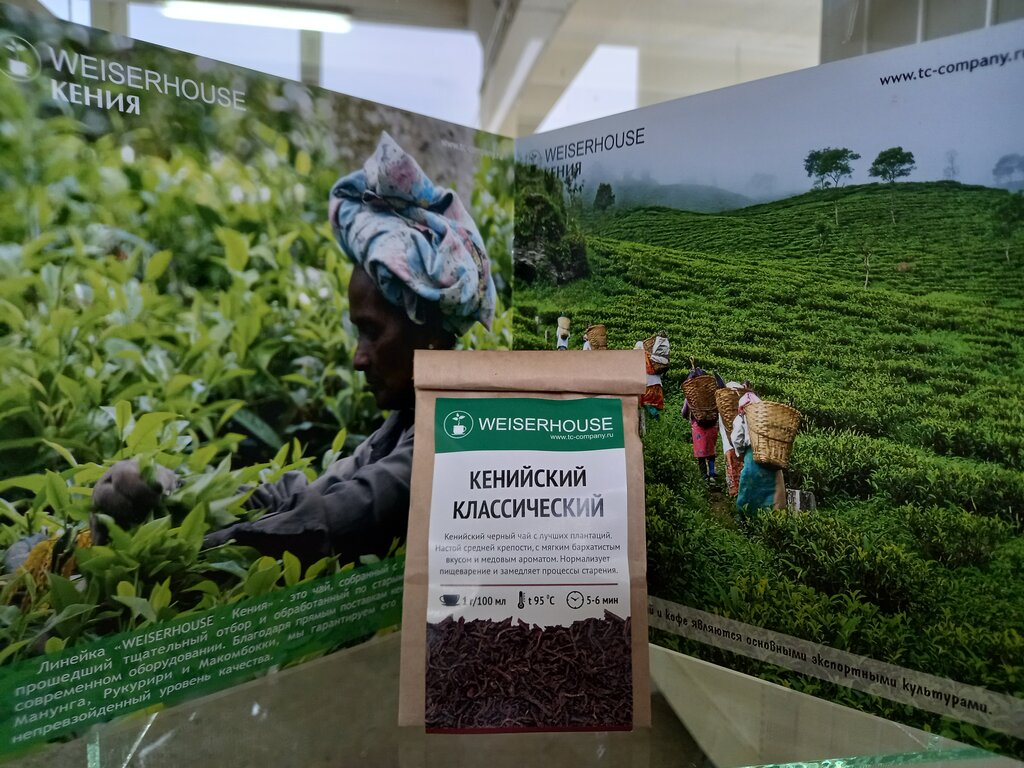 WEISERHOUSE
КЕНИЯ
www.tc-company.ru
WEISERHOUSE
КЕНИЯ
WEISERHOUSE
www.tc-company.ru
КЕНИЙСКИЙ
КЛАССИЧЕСКИЙ
Кенийский черный чай с лучших плантаций.
Настой средней крепости, с мягким бархатистым
вкусом и медовым ароматом. Нормализует
пищеварение и замедляет процессы старения.
1 г/100 мл t 95 °C 5-6 мин
Линейка «WEISERHOUSE - Кения» - это чай, собранный с
прошедший тщательный отбор и обработанный по стары
современном оборудовании. Благодаря прямым поставкам
Манунга, Рукурири и Макомбокки, мы гарантируем его
непревзойденный уровень качества.
й и кофе являются основными экспортными культурами.